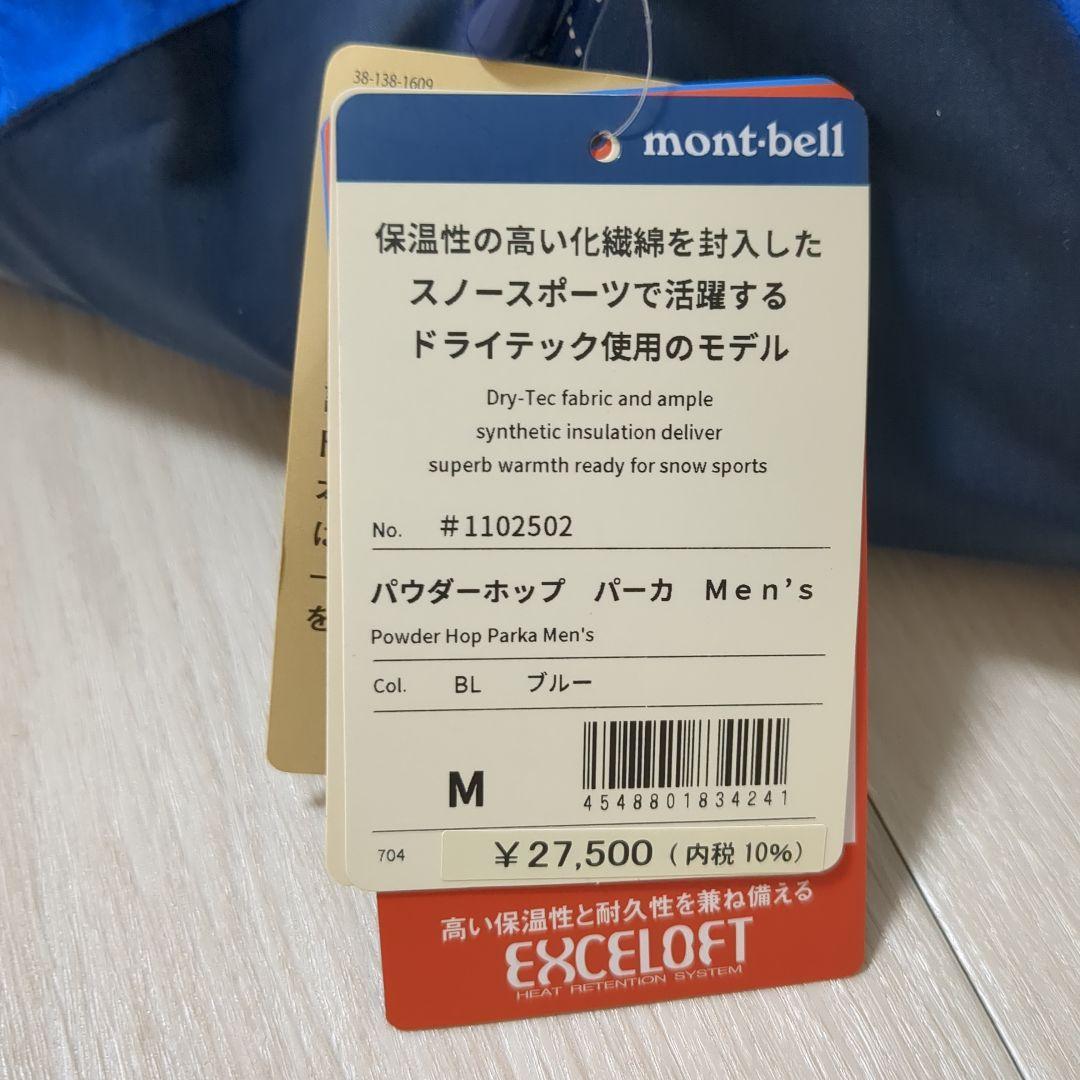 38-138-1609
mont·bell
保温性の高い化繊綿を封入した
スノースポーツで活躍する
ドライテック使用のモデル
Dry-Tec fabric and ample
synthetic insulation deliver
superb warmth ready for snow sports
No. #1102502
パウダーホップ パーカ Men's
Powder Hop Parka Men's
Col. BL ブルー
M
4548801834241
704 ¥27,500 (内税 10%)
高い保温性と耐久性を兼ね備える
EXCELOFT
HEAT RETENTION SYSTEM